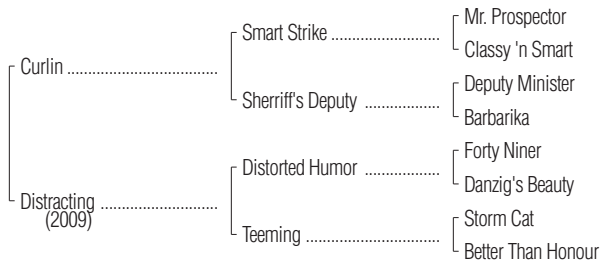 Mr. Prospector
Smart Strike ........................
Classy 'n Smart
Curlin .................................
Deputy Minister
Sherriff's Deputy ................
Barbarika
Forty Niner
Distorted Humor ................
Danzig's Beauty
Distracting .........................
(2009)
Storm Cat
Teeming .............................
Better Than Honour